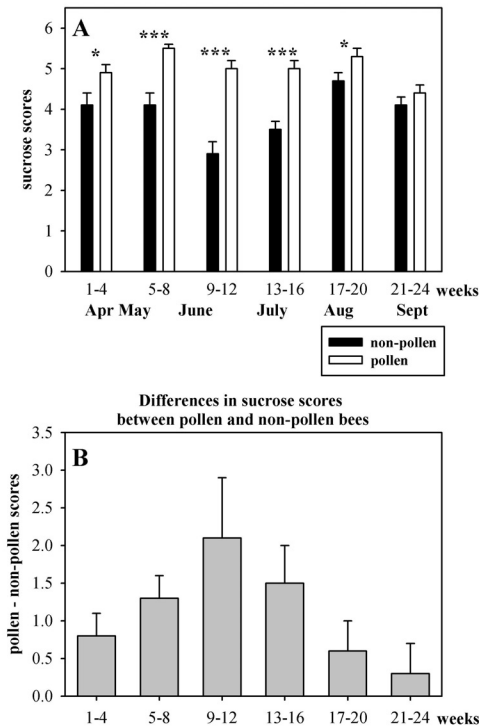 A
* *** *** *** *
6
5
4
3
2
1
0
sucrose scores
1-4 5-8 9-12 13-16 17-20 21-24 weeks
Apr May June July Aug Sept
non-pollen
pollen
Differences in sucrose scores
between pollen and non-pollen bees
B
3.5
3.0
2.5
2.0
1.5
1.0
0.5
0.0
pollen - non-pollen scores
1-4 5-8 9-12 13-16 17-20 21-24 weeks